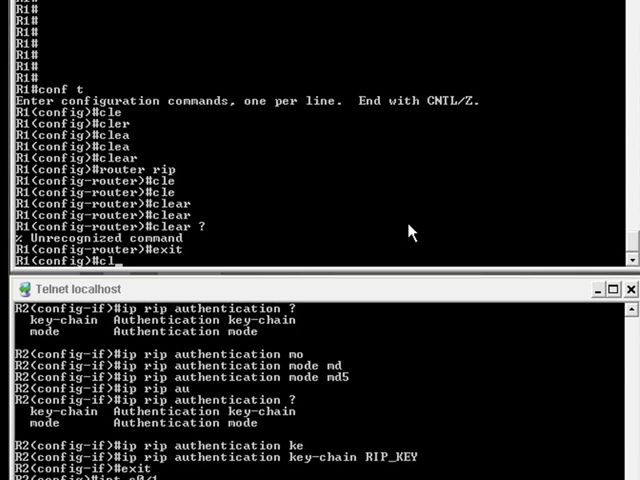 R1#
R1#
R1#
R1#
R1#
R1#
R1#
R1#conf t
Enter configuration commands, one per line.  End with CNTL/Z.
R1(config)#cle
R1(config)#cler
R1(config)#clea
R1(config)#clea
R1(config)#clear
R1(config)#router rip
R1(config-router)#cle
R1(config-router)#cle
R1(config-router)#clear
R1(config-router)#clear
R1(config-router)#clear ?
% Unrecognized command
R1(config-router)#exit
R1(config)#cl_
Telnet localhost
R2(config-if)#ip rip authentication ?
  key-chain  Authentication key-chain
  mode       Authentication mode
R2(config-if)#ip rip authentication mo
R2(config-if)#ip rip authentication mode md
R2(config-if)#ip rip authentication mode md5
R2(config-if)#ip rip au
R2(config-if)#ip rip authentication ?
  key-chain  Authentication key-chain
  mode       Authentication mode
R2(config-if)#ip rip authentication ke
R2(config-if)#ip rip authentication key-chain RIP_KEY
R2(config-if)#exit
R2(config)#int